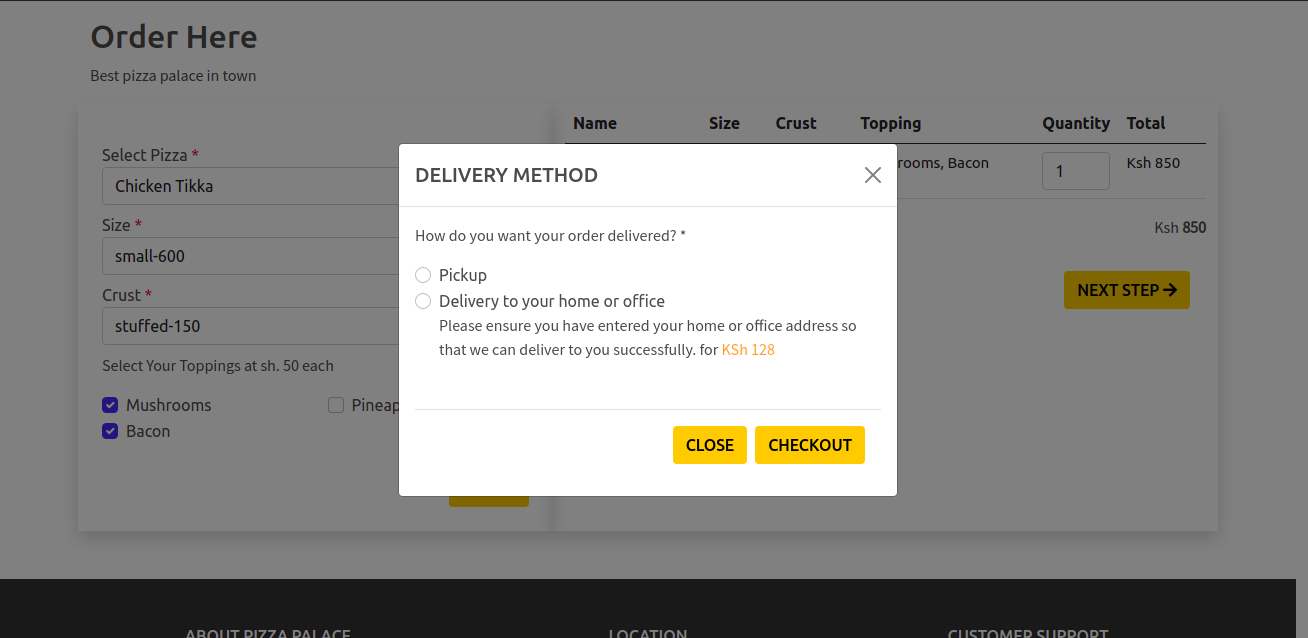 Order Here
Best pizza palace in town
Select Pizza *
Chicken Tikka
Size *
small-600
Crust *
stuffed-150
Select Your Toppings at sh. 50 each
Mushrooms
Bacon
Name Size Crust Topping Quantity Total
Bacon 1 Ksh 850
Ksh 850
NEXT STEP
DELIVERY METHOD
How do you want your order delivered? *
Pickup
Delivery to your home or office
Please ensure you have entered your home or office address so
that we can deliver to you successfully. for KSh 128
CLOSE CHECKOUT
ABOUT PIZZA PALACE LOCATION CUSTOMER SUPPORT